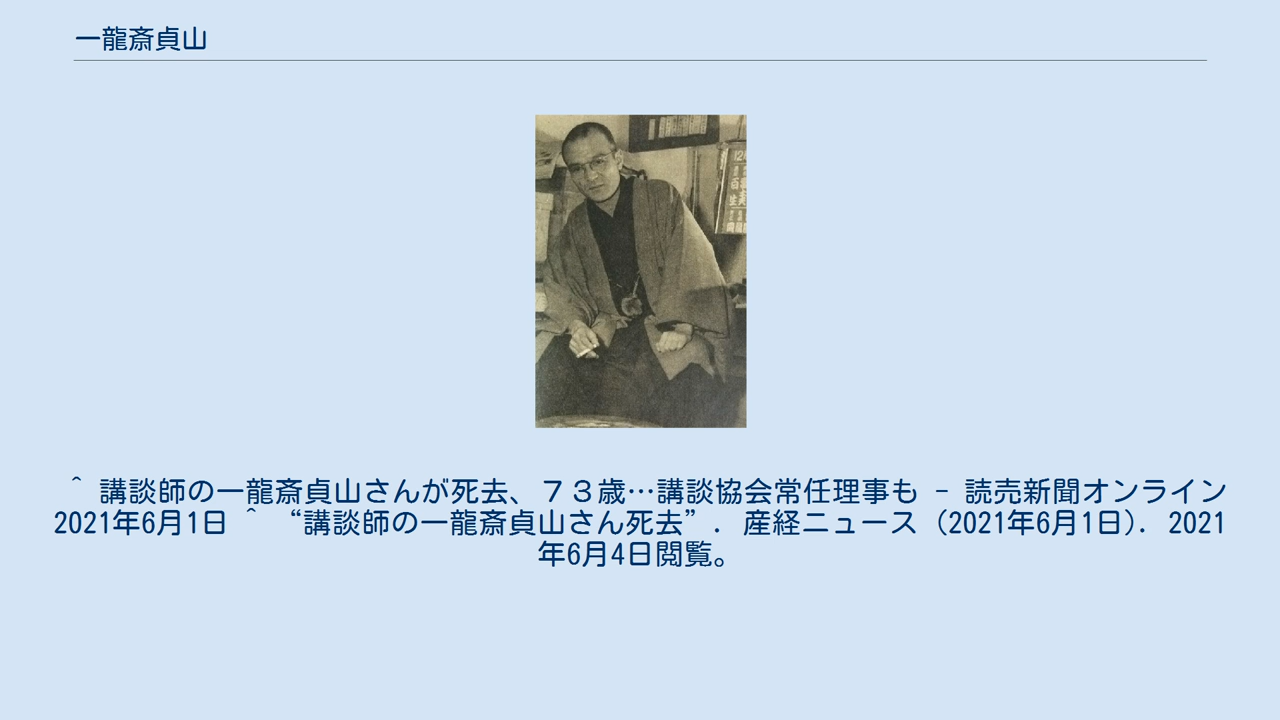 一龍斎貞山
＾ 講談師の一龍斎貞山さんが死去、７３歳…講談協会常任理事も - 読売新聞オンライン
2021年6月1日 ＾ “講談師の一龍斎貞山さん死去”. 産経ニュース (2021年6月1日). 2021
年6月4日閲覧。